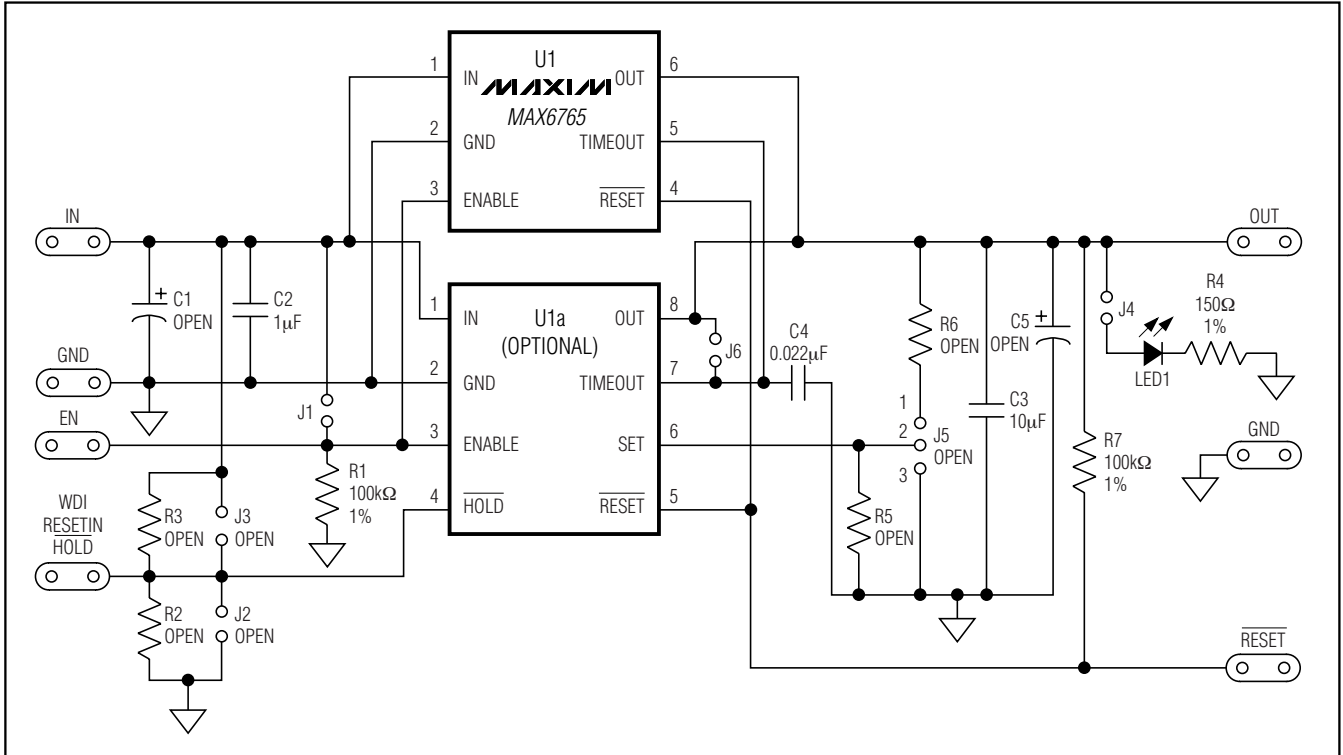 U1
MAXIM
MAX6765
1
IN
OUT
6
2
GND
TIMEOUT
5
3
ENABLE
RESET
4
IN
GND
EN
WDI
RESETIN
HOLD
C1
OPEN
+
C2
1µF
J1
R1
100kΩ
1%
R3
OPEN
J3
OPEN
R2
OPEN
J2
OPEN
U1a
(OPTIONAL)
1
IN
OUT
8
2
GND
TIMEOUT
7
3
ENABLE
SET
6
4
HOLD
RESET
5
J6
C4
0.022µF
R6
OPEN
R5
OPEN
1
2
3
J5
OPEN
C5
OPEN
+
C3
10µF
R7
100kΩ
1%
J4
LED1
R4
150Ω
1%
OUT
GND
RESET